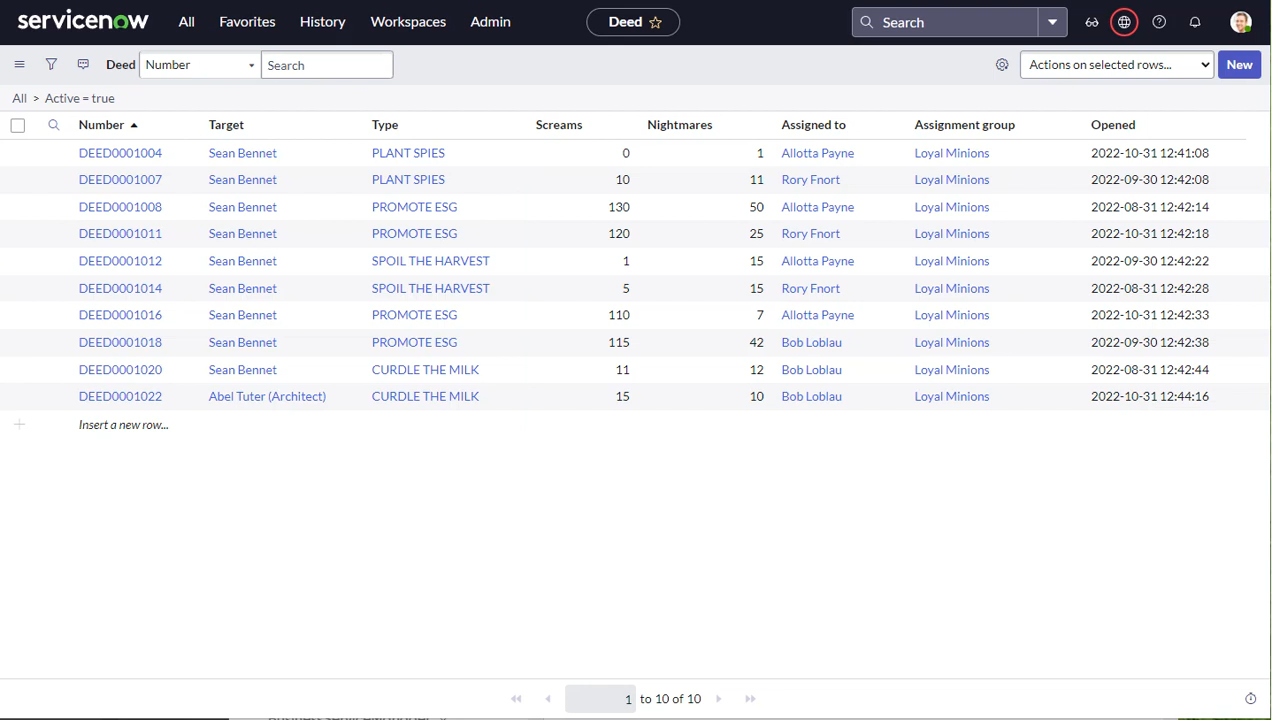 servicenow All Favorites History Workspaces Admin Deed Search
Deed Number Search Actions on selected rows... New
All > Active = true
Number Target Type Screams Nightmares Assigned to Assignment group Opened
DEED0001004 Sean Bennet PLANT SPIES 0 1 Allotta Payne Loyal Minions 2022-10-31 12:41:08
DEED0001007 Sean Bennet PLANT SPIES 10 11 Rory Fnort Loyal Minions 2022-09-30 12:42:08
DEED0001008 Sean Bennet PROMOTE ESG 130 50 Allotta Payne Loyal Minions 2022-08-31 12:42:14
DEED0001011 Sean Bennet PROMOTE ESG 120 25 Rory Fnort Loyal Minions 2022-10-31 12:42:18
DEED0001012 Sean Bennet SPOIL THE HARVEST 1 15 Allotta Payne Loyal Minions 2022-09-30 12:42:22
DEED0001014 Sean Bennet SPOIL THE HARVEST 5 15 Rory Fnort Loyal Minions 2022-08-31 12:42:28
DEED0001016 Sean Bennet PROMOTE ESG 110 7 Allotta Payne Loyal Minions 2022-10-31 12:42:33
DEED0001018 Sean Bennet PROMOTE ESG 115 42 Bob Loblau Loyal Minions 2022-09-30 12:42:38
DEED0001020 Sean Bennet CURDLE THE MILK 11 12 Bob Loblau Loyal Minions 2022-08-31 12:42:44
DEED0001022 Abel Tuter (Architect) CURDLE THE MILK 15 10 Bob Loblau Loyal Minions 2022-10-31 12:44:16
Insert a new row...
1 to 10 of 10